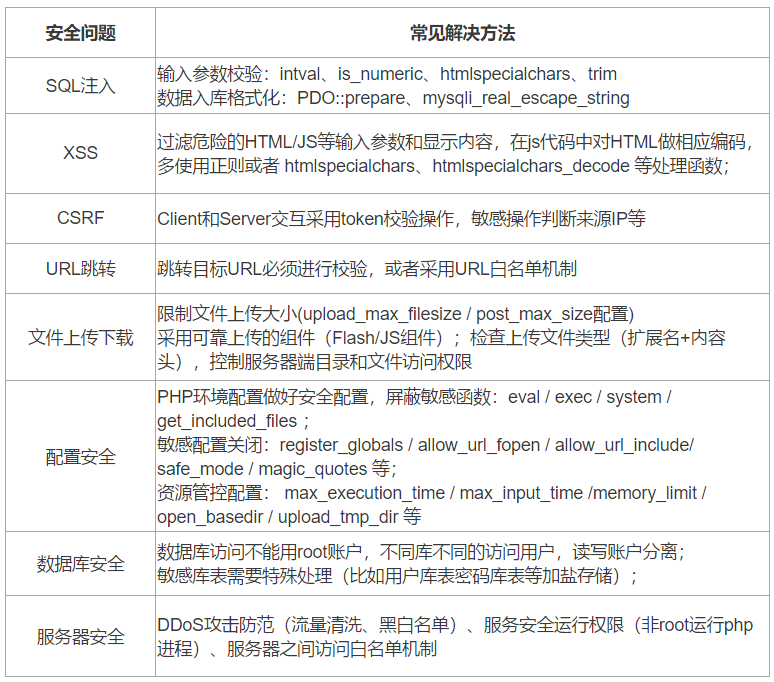 安全问题 常见解决方法
SQL注入
输入参数校验：intval、is_numeric、htmlspecialchars、trim
数据入库格式化：PDO::prepare、mysqli_real_escape_string
XSS
过滤危险的HTML/JS等输入参数和显示内容，在js代码中对HTML做相应编码，
多使用正则或者 htmlspecialchars、htmlspecialchars_decode 等处理函数；
CSRF
Client和Server交互采用token校验操作，敏感操作判断来源IP等
URL跳转
跳转目标URL必须进行校验，或者采用URL白名单机制
文件上传下载
限制文件上传大小(upload_max_filesize / post_max_size配置)
采用可靠上传的组件（Flash/JS组件）；检查上传文件类型（扩展名+内容
头），控制服务器端目录和文件访问权限
配置安全
PHP环境配置做好安全配置，屏蔽敏感函数：eval / exec / system /
get_included_files ；
敏感配置关闭：register_globals / allow_url_fopen / allow_url_include/
safe_mode / magic_quotes 等；
资源管控配置： max_execution_time / max_input_time /memory_limit /
open_basedir / upload_tmp_dir 等
数据库安全
数据库访问不能用root账户，不同库不同的访问用户，读写账户分离；
敏感库表需要特殊处理（比如用户库表密码库表等加盐存储）；
服务器安全
DDoS攻击防范（流量清洗、黑白名单）、服务安全运行权限（非root运行php
进程）、服务器之间访问白名单机制